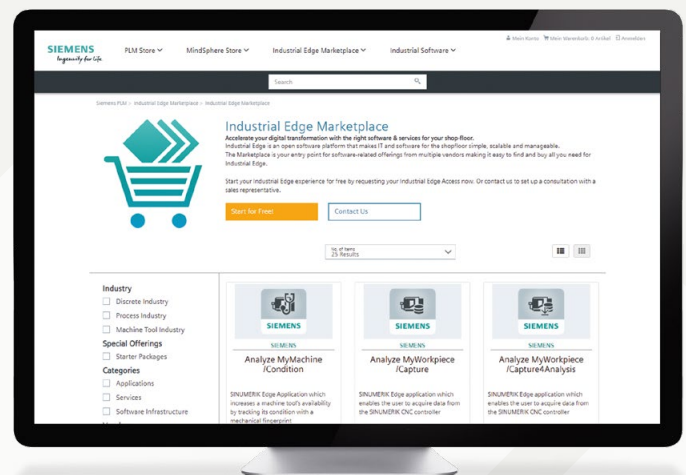 Mein Konto Mein Warenkorb: 0 Artikel Anmelden
SIEMENS
Ingenuity for life
PLM Store MindSphere Store Industrial Edge Marketplace Industrial Software
Search
Siemens PLM > Industrial Edge Marketplace > Industrial Edge Marketplace
Industrial Edge Marketplace
Accelerate your digital transformation with the right software & services for your shop-floor.
Industrial Edge is an open software platform that makes IT and software for the shopfloor simple, scalable and manageable.
The Marketplace is your entry point for software-related offerings from multiple vendors making it easy to find and buy all you need for
Industrial Edge.
Start your Industrial Edge experience for free by requesting your Industrial Edge Access now. Or contact us to set up a consultation with a
sales representative.
Start for Free!
Contact Us
No. of Items
25 Results
Industry
Discrete Industry
Process Industry
Machine Tool Industry
Special Offerings
Starter Packages
Categories
Applications
Services
Software Infrastructure
SIEMENS
SIEMENS
Analyze MyMachine
/Condition
SINUMERIK Edge Application which
increases a machine tool's availability
by tracking its condition with a
mechanical fingerprint
SIEMENS
SIEMENS
Analyze MyWorkpiece
/Capture
SINUMERIK Edge application which
enables the user to acquire data from
the SINUMERIK CNC controller
SIEMENS
SIEMENS
Analyze MyWorkpiece
/Capture4Analysis
SINUMERIK Edge application which
enables the user to acquire data from
the SINUMERIK CNC controller